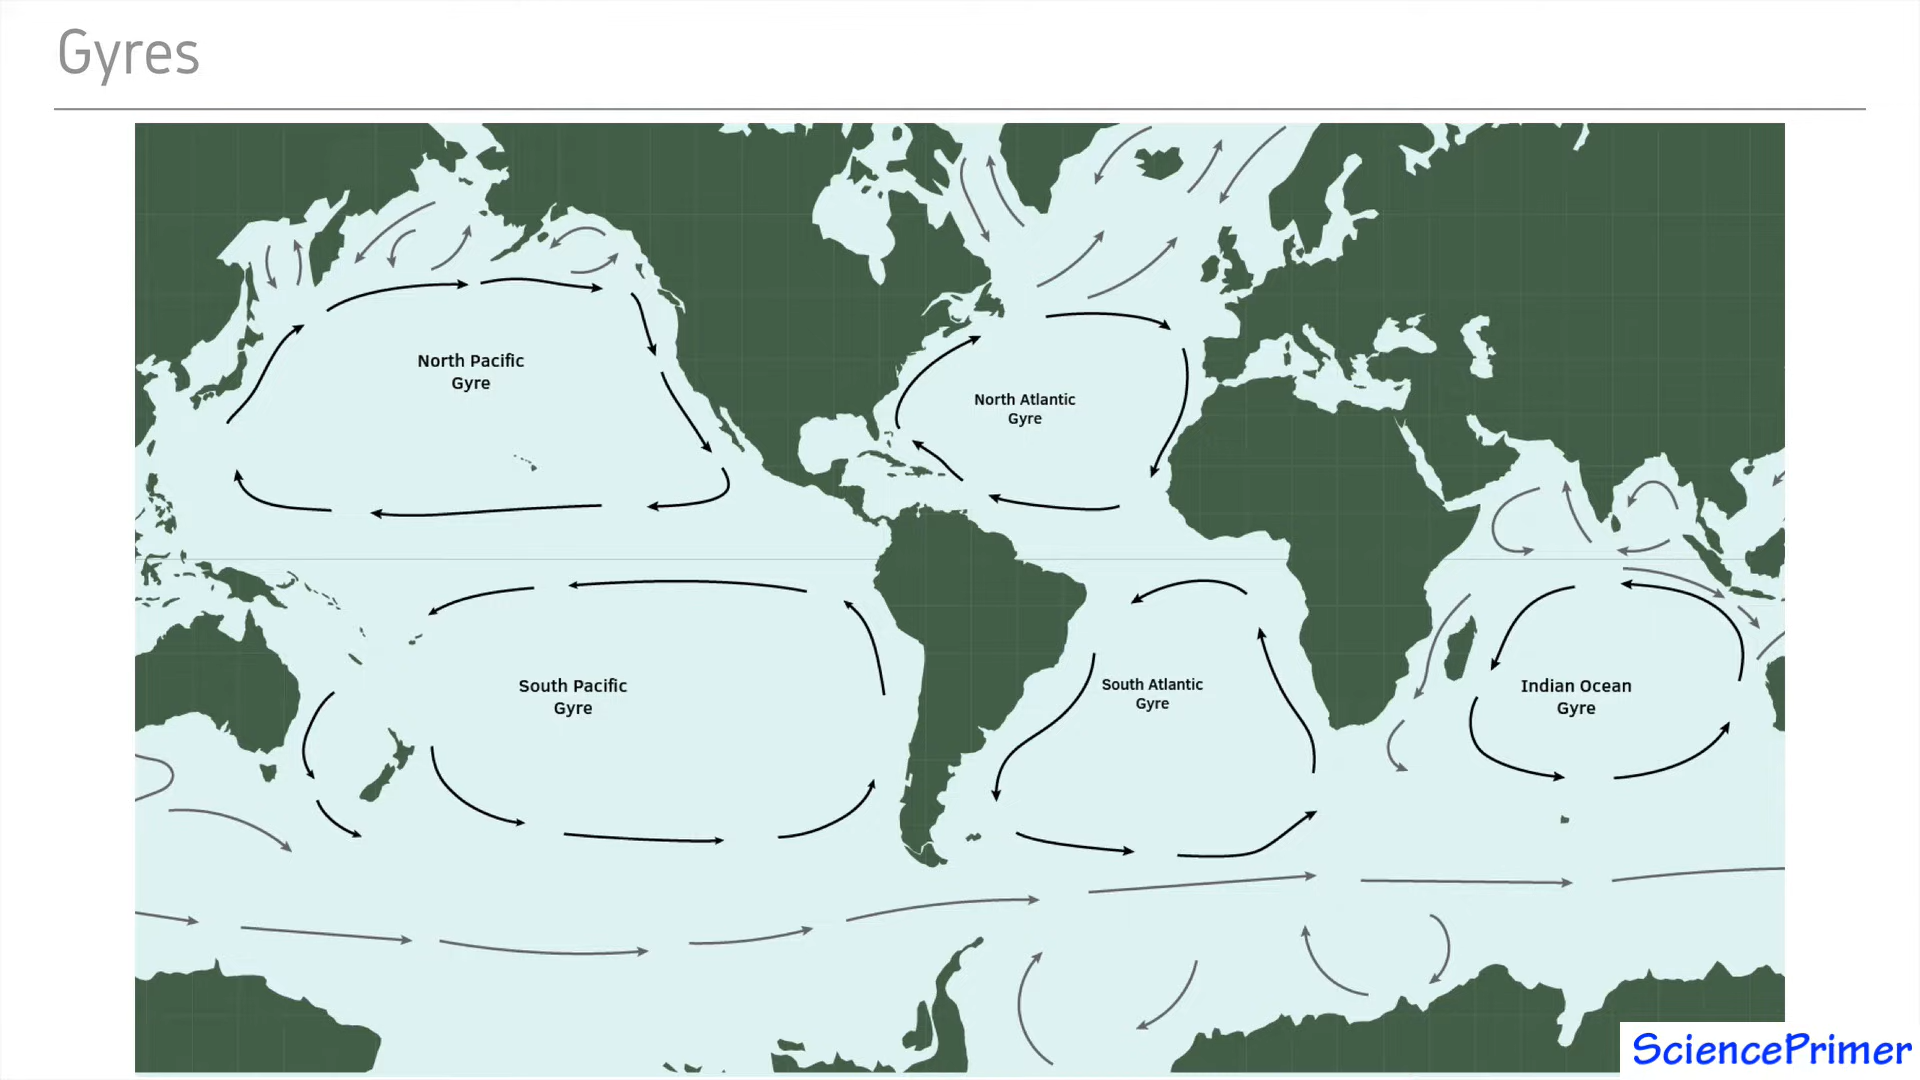 Gyres
North Pacific
Gyre
North Atlantic
Gyre
South Pacific
Gyre
South Atlantic
Gyre
Indian Ocean
Gyre
SciencePrimer